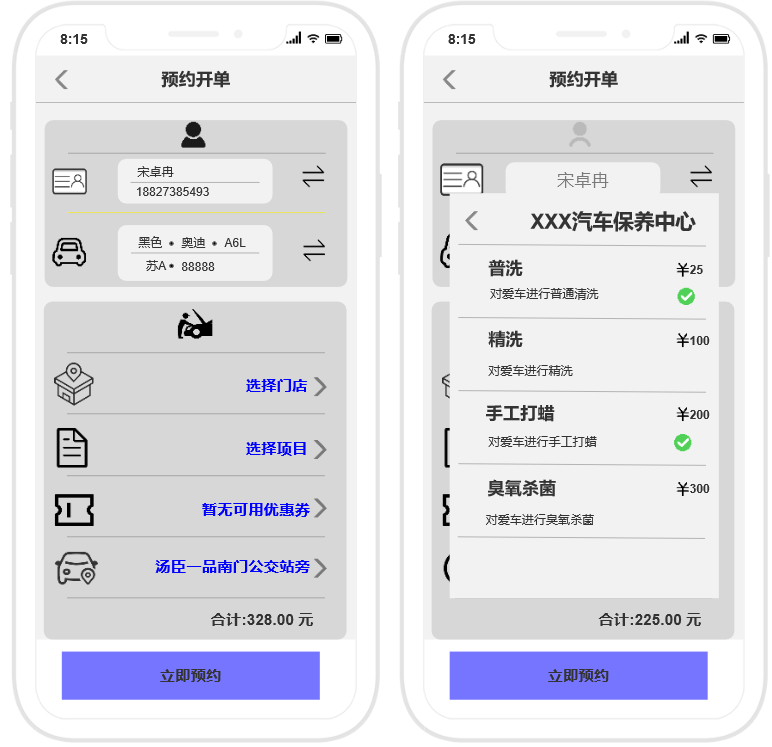 8:15
预约开单
宋卓冉
18827385493
黑色 • 奥迪 • A6L
苏A • 88888
选择门店
选择项目
暂无可用优惠券
汤臣一品南门公交站旁
合计:328.00 元
立即预约
8:15
预约开单
宋卓冉
XXX汽车保养中心
普洗 ¥25
对爱车进行普通清洗
精洗 ¥100
对爱车进行精洗
手工打蜡 ¥200
对爱车进行手工打蜡
臭氧杀菌 ¥300
对爱车进行臭氧杀菌
合计:225.00 元
立即预约